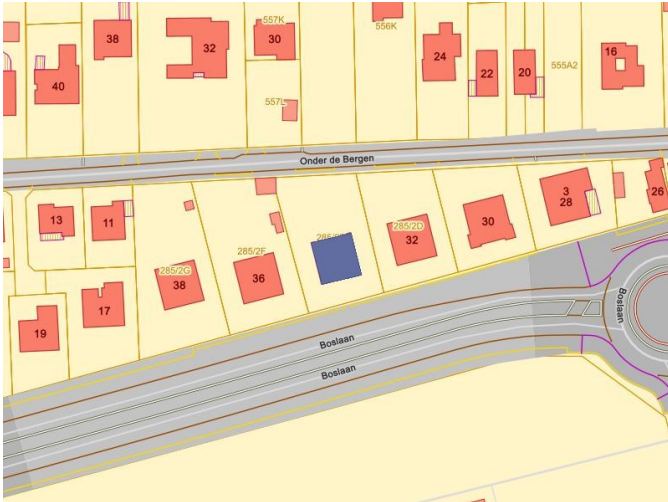 557K
556K
38
32
30
24
22
20
16
555A2
40
557L
Onder de Bergen
3
28
26
13
11
285/2D
30
32
285/2F
285/2G
36
38
17
19
Boslaan
Boslaan
Boslaan